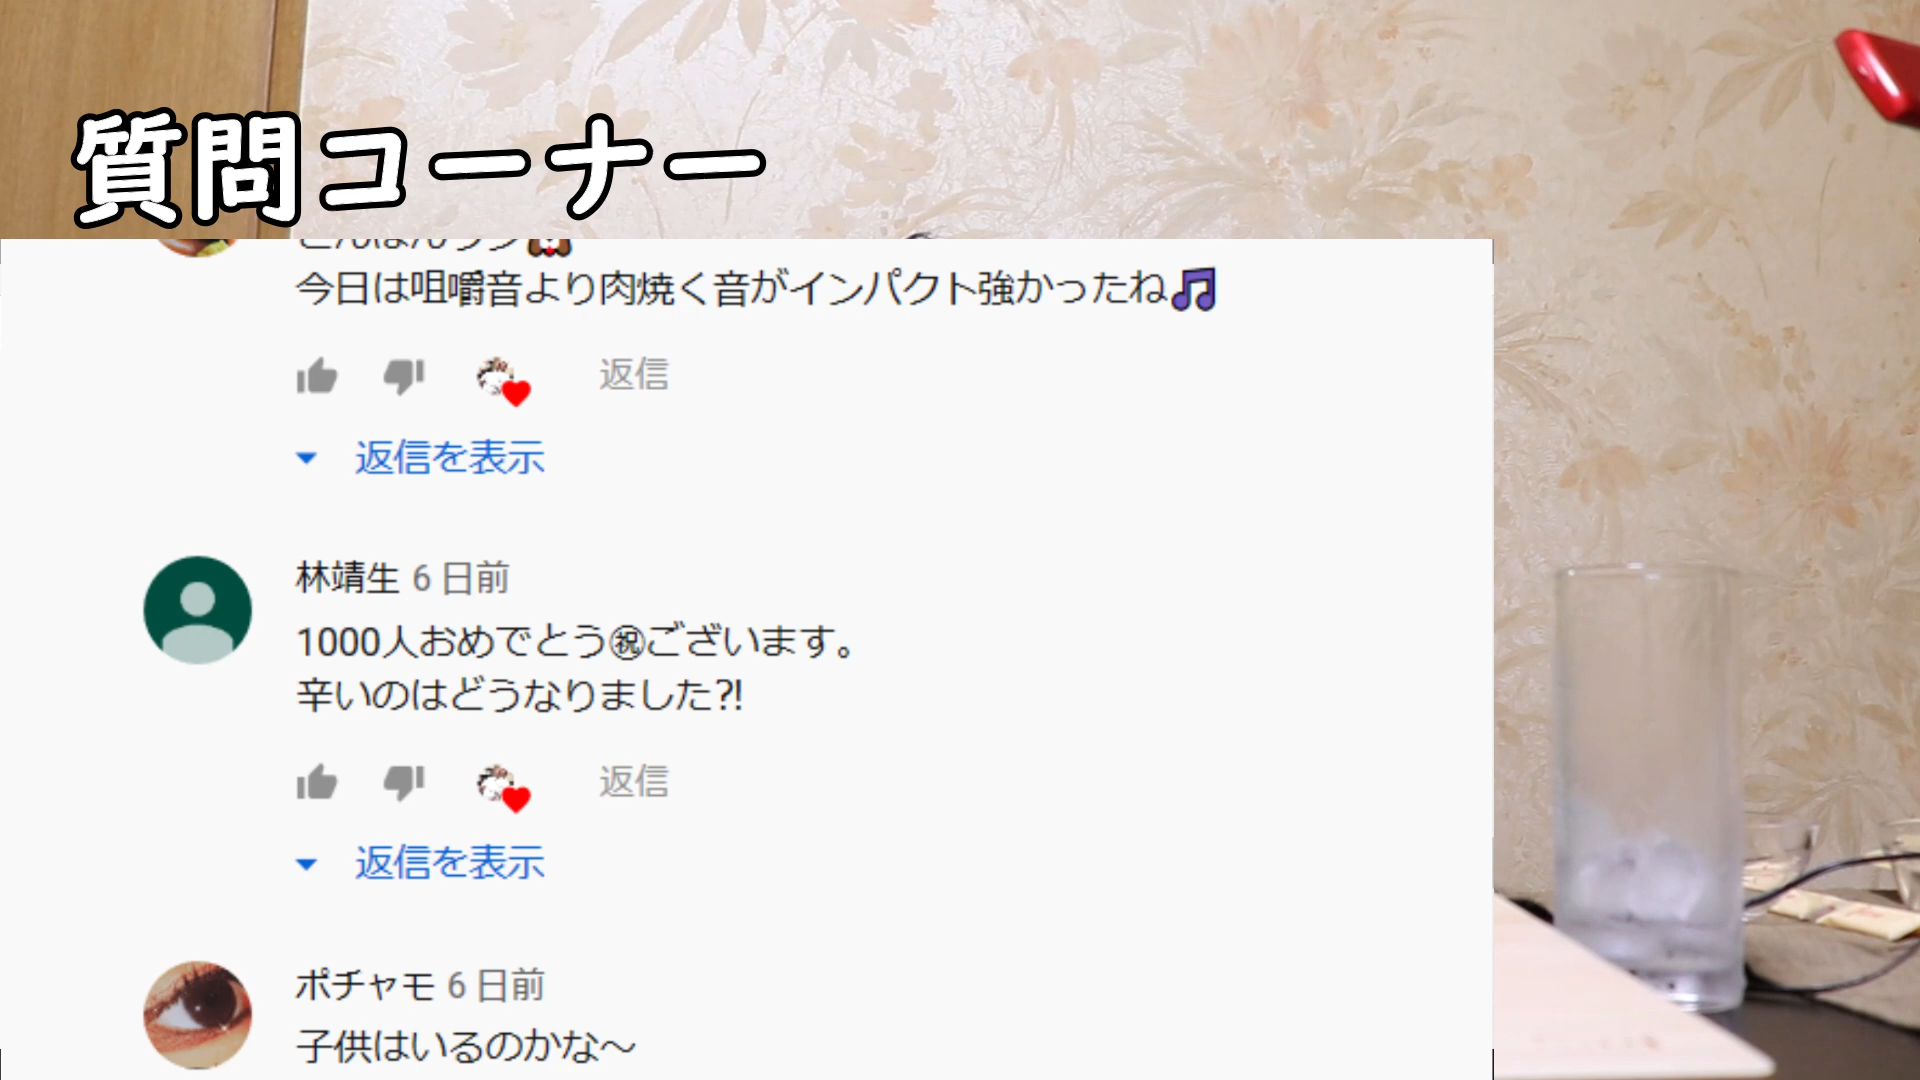 質問コーナー
今日は咀嚼音より肉焼く音がインパクト強かったね🎵
返信
返信を表示
林靖生 6 日前
1000人おめでとう㊗ございます。
辛いのはどうなりました?!
返信
返信を表示
ポチャモ 6 日前
子供はいるのかな〜